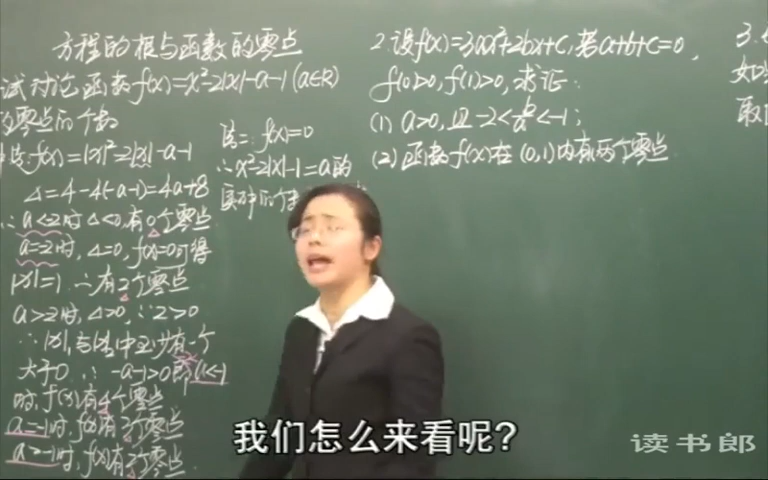 方程的根与函数的零点
试讨论函数f(x)=x²-2|x|-a-1(a∈R)
的零点的个数
f(x)=|x|²-2|x|-a-1
Δ=4-4(-a-1)=4a+8
∴a<-2时Δ<0,有0个零点
a=-2时,Δ=0,f(x)=0可得
|x|=1 ∴有2个零点
a>-2时,Δ>0,∵2>0
∴|x|,与|x|中至少有一个
大于0 ∴ -a-1>0即a<-1
时,f(x)有4个零点
a=-1时,f(x)有3个零点
a>-1时,f(x)有2个零点
法二:f(x)=0
∴x²-2|x|-1=a的
2.设f(x)=3ax²+2bx+c,若a+b+c=0,
f(0)>0,f(1)>0,求证:
(1) a>0,且-2<b/a<-1;
(2)函数f(x)在(0,1)内有两个零点
3.
如
取
我们怎么来看呢?
读书郎